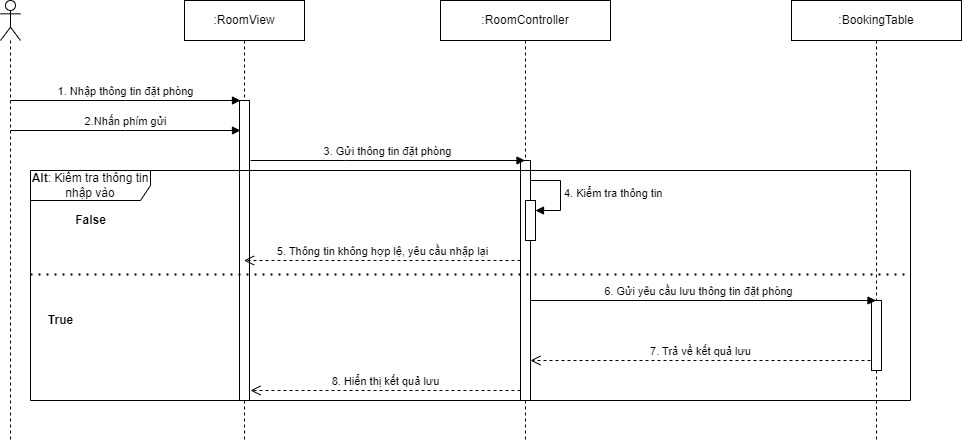 :RoomView
:RoomController
:BookingTable
1. Nhập thông tin đặt phòng
2.Nhấn phím gửi
3. Gửi thông tin đặt phòng
Alt: Kiểm tra thông tin
nhập vào
4. Kiểm tra thông tin
False
5. Thông tin không hợp lệ, yêu cầu nhập lại
6. Gửi yêu cầu lưu thông tin đặt phòng
True
7. Trả về kết quả lưu
8. Hiển thị kết quả lưu